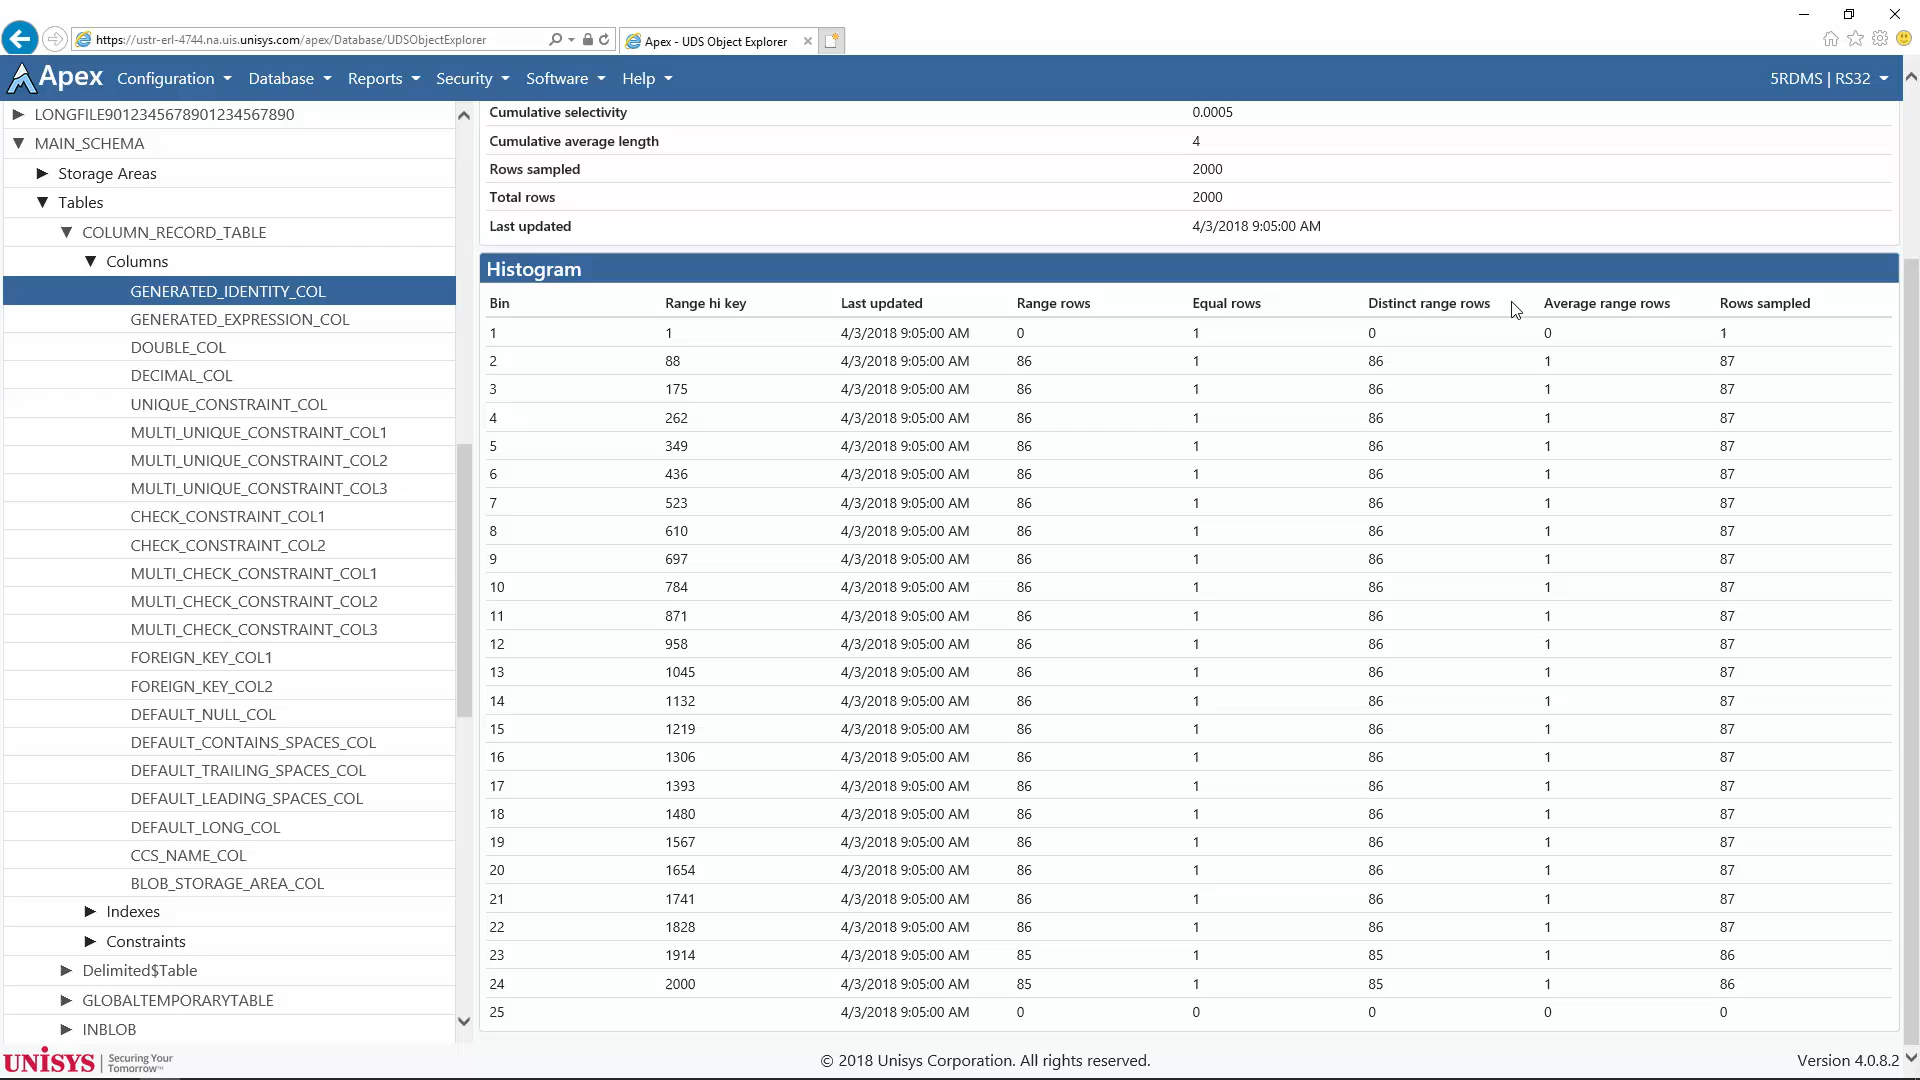 https://ustr-erl-4744.na.uis.unisys.com/apex/Database/UDSObjectExplorer
Apex - UDS Object Explorer
Apex Configuration Database Reports Security Software Help 5RDMS | RS32
LONGFILE9012345678901234567890
MAIN_SCHEMA
Storage Areas
Tables
COLUMN_RECORD_TABLE
Columns
GENERATED_IDENTITY_COL
GENERATED_EXPRESSION_COL
DOUBLE_COL
DECIMAL_COL
UNIQUE_CONSTRAINT_COL
MULTI_UNIQUE_CONSTRAINT_COL1
MULTI_UNIQUE_CONSTRAINT_COL2
MULTI_UNIQUE_CONSTRAINT_COL3
CHECK_CONSTRAINT_COL1
CHECK_CONSTRAINT_COL2
MULTI_CHECK_CONSTRAINT_COL1
MULTI_CHECK_CONSTRAINT_COL2
MULTI_CHECK_CONSTRAINT_COL3
FOREIGN_KEY_COL1
FOREIGN_KEY_COL2
DEFAULT_NULL_COL
DEFAULT_CONTAINS_SPACES_COL
DEFAULT_TRAILING_SPACES_COL
DEFAULT_LEADING_SPACES_COL
DEFAULT_LONG_COL
CCS_NAME_COL
BLOB_STORAGE_AREA_COL
Indexes
Constraints
Delimited$Table
GLOBALTEMPORARYTABLE
INBLOB
Cumulative selectivity 0.0005
Cumulative average length 4
Rows sampled 2000
Total rows 2000
Last updated 4/3/2018 9:05:00 AM
Histogram
Bin Range hi key Last updated Range rows Equal rows Distinct range rows Average range rows Rows sampled
1 1 4/3/2018 9:05:00 AM 0 1 0 0 1
2 88 4/3/2018 9:05:00 AM 86 1 86 1 87
3 175 4/3/2018 9:05:00 AM 86 1 86 1 87
4 262 4/3/2018 9:05:00 AM 86 1 86 1 87
5 349 4/3/2018 9:05:00 AM 86 1 86 1 87
6 436 4/3/2018 9:05:00 AM 86 1 86 1 87
7 523 4/3/2018 9:05:00 AM 86 1 86 1 87
8 610 4/3/2018 9:05:00 AM 86 1 86 1 87
9 697 4/3/2018 9:05:00 AM 86 1 86 1 87
10 784 4/3/2018 9:05:00 AM 86 1 86 1 87
11 871 4/3/2018 9:05:00 AM 86 1 86 1 87
12 958 4/3/2018 9:05:00 AM 86 1 86 1 87
13 1045 4/3/2018 9:05:00 AM 86 1 86 1 87
14 1132 4/3/2018 9:05:00 AM 86 1 86 1 87
15 1219 4/3/2018 9:05:00 AM 86 1 86 1 87
16 1306 4/3/2018 9:05:00 AM 86 1 86 1 87
17 1393 4/3/2018 9:05:00 AM 86 1 86 1 87
18 1480 4/3/2018 9:05:00 AM 86 1 86 1 87
19 1567 4/3/2018 9:05:00 AM 86 1 86 1 87
20 1654 4/3/2018 9:05:00 AM 86 1 86 1 87
21 1741 4/3/2018 9:05:00 AM 86 1 86 1 87
22 1828 4/3/2018 9:05:00 AM 86 1 86 1 87
23 1914 4/3/2018 9:05:00 AM 85 1 85 1 86
24 2000 4/3/2018 9:05:00 AM 85 1 85 1 86
25 4/3/2018 9:05:00 AM 0 0 0 0 0
UNISYS | Securing Your Tomorrow™
© 2018 Unisys Corporation. All rights reserved.
Version 4.0.8.2